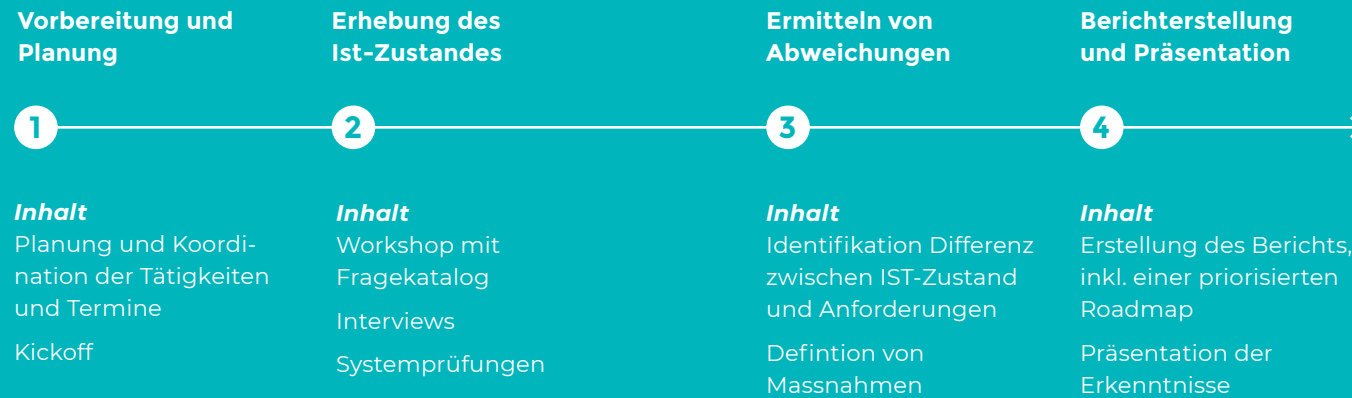 Vorbereitung und
Planung
1
Inhalt
Planung und Koordi-
nation der Tätigkeiten
und Termine
Kickoff
Erhebung des
Ist-Zustandes
2
Inhalt
Workshop mit
Fragekatalog
Interviews
Systemprüfungen
Ermitteln von
Abweichungen
3
Inhalt
Identifikation Differenz
zwischen IST-Zustand
und Anforderungen
Defintion von
Massnahmen
Berichterstellung
und Präsentation
4
Inhalt
Erstellung des Berichts,
inkl. einer priorisierten
Roadmap
Präsentation der
Erkenntnisse